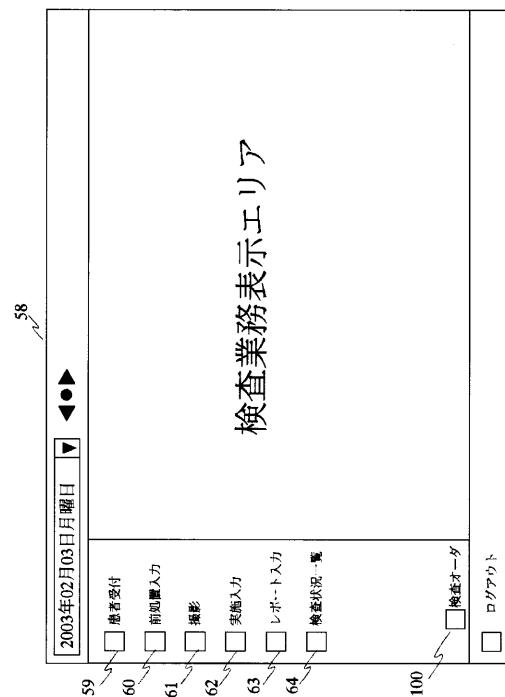 58
2003年02月03日月曜日 ▼ ◀●▶
59 患者受付
60 前処置入力
61 撮影
62 実施入力
63 レポート入力
64 検査状況一覧
検査業務表示エリア
100 検査オーダ
ログアウト